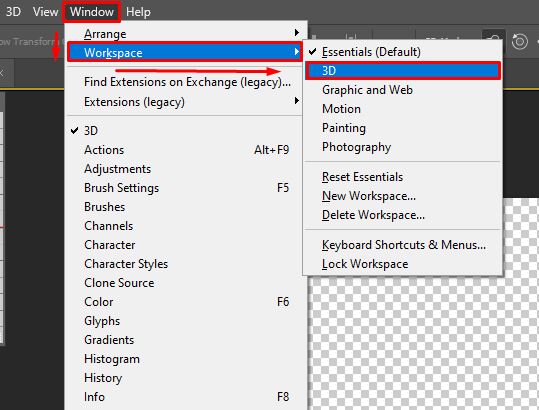 3D View Window Help
Arrange
Workspace
Find Extensions on Exchange (legacy)...
Extensions (legacy)
3D
Actions Alt+F9
Adjustments
Brush Settings F5
Brushes
Channels
Character
Character Styles
Clone Source
Color F6
Glyphs
Gradients
Histogram
History
Info F8
Essentials (Default)
3D
Graphic and Web
Motion
Painting
Photography
Reset Essentials
New Workspace...
Delete Workspace...
Keyboard Shortcuts & Menus...
Lock Workspace